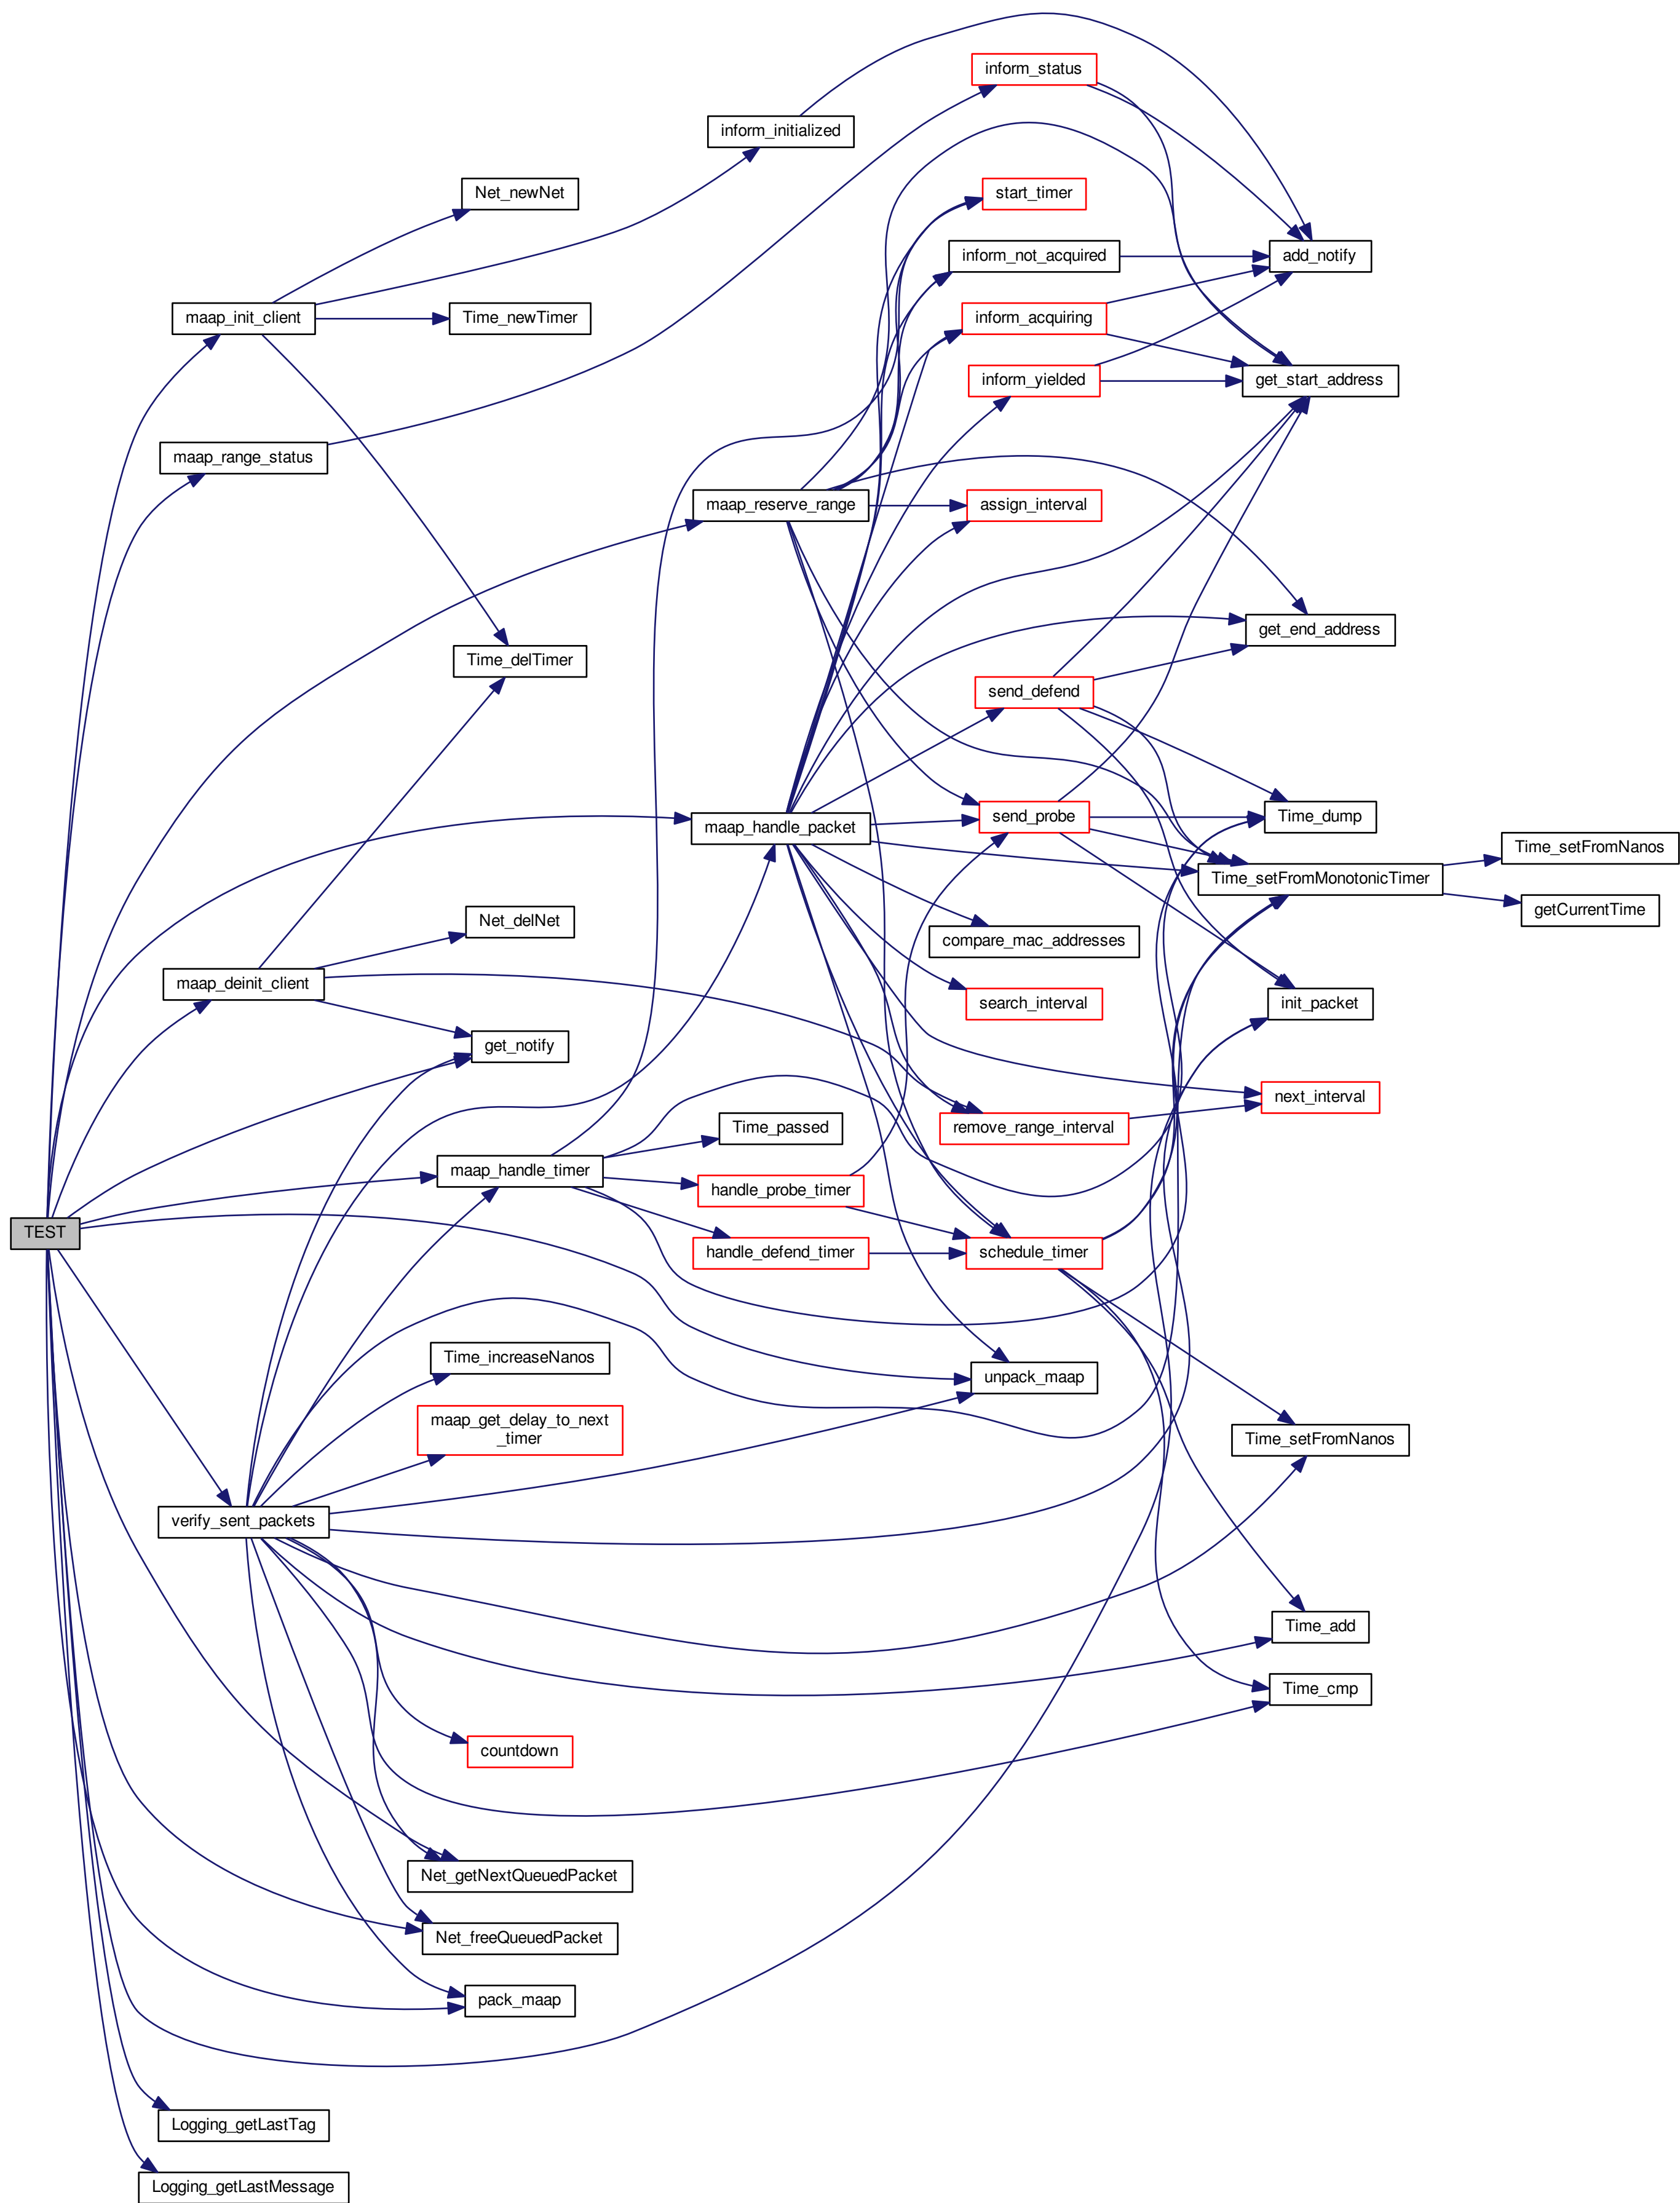 inform_status
inform_initialized
Net_newNet
start_timer
inform_not_acquired
add_notify
maap_init_client
Time_newTimer
inform_acquiring
inform_yielded
get_start_address
maap_range_status
maap_reserve_range
assign_interval
get_end_address
Time_delTimer
send_defend
send_probe
Time_dump
maap_handle_packet
Time_setFromNanos
Time_setFromMonotonicTimer
getCurrentTime
Net_delNet
compare_mac_addresses
maap_deinit_client
search_interval
init_packet
get_notify
next_interval
Time_passed
remove_range_interval
maap_handle_timer
handle_probe_timer
TEST
handle_defend_timer
schedule_timer
Time_increaseNanos
unpack_maap
maap_get_delay_to_next
_timer
Time_setFromNanos
verify_sent_packets
Time_add
Time_cmp
countdown
Net_getNextQueuedPacket
Net_freeQueuedPacket
pack_maap
Logging_getLastTag
Logging_getLastMessage